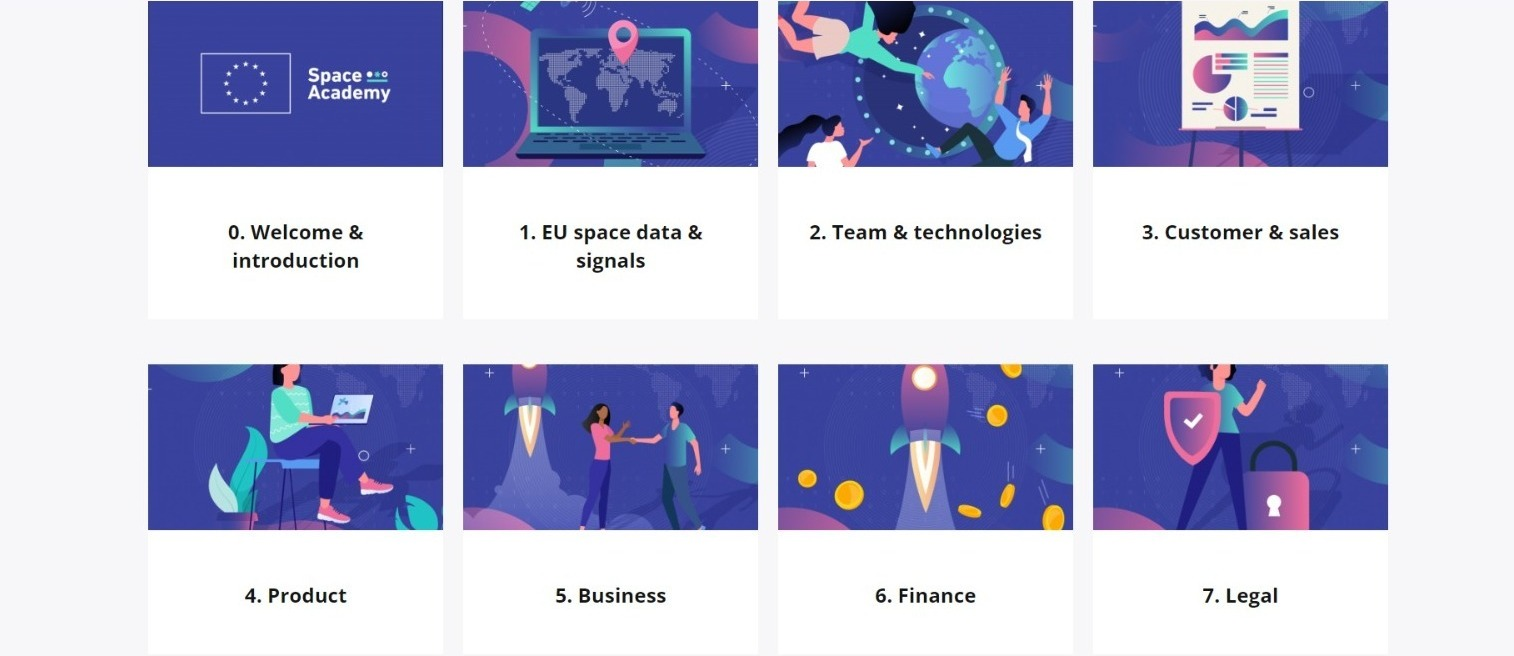 Space
Academy
0. Welcome &
introduction
1. EU space data &
signals
2. Team & technologies
3. Customer & sales
4. Product
5. Business
6. Finance
7. Legal